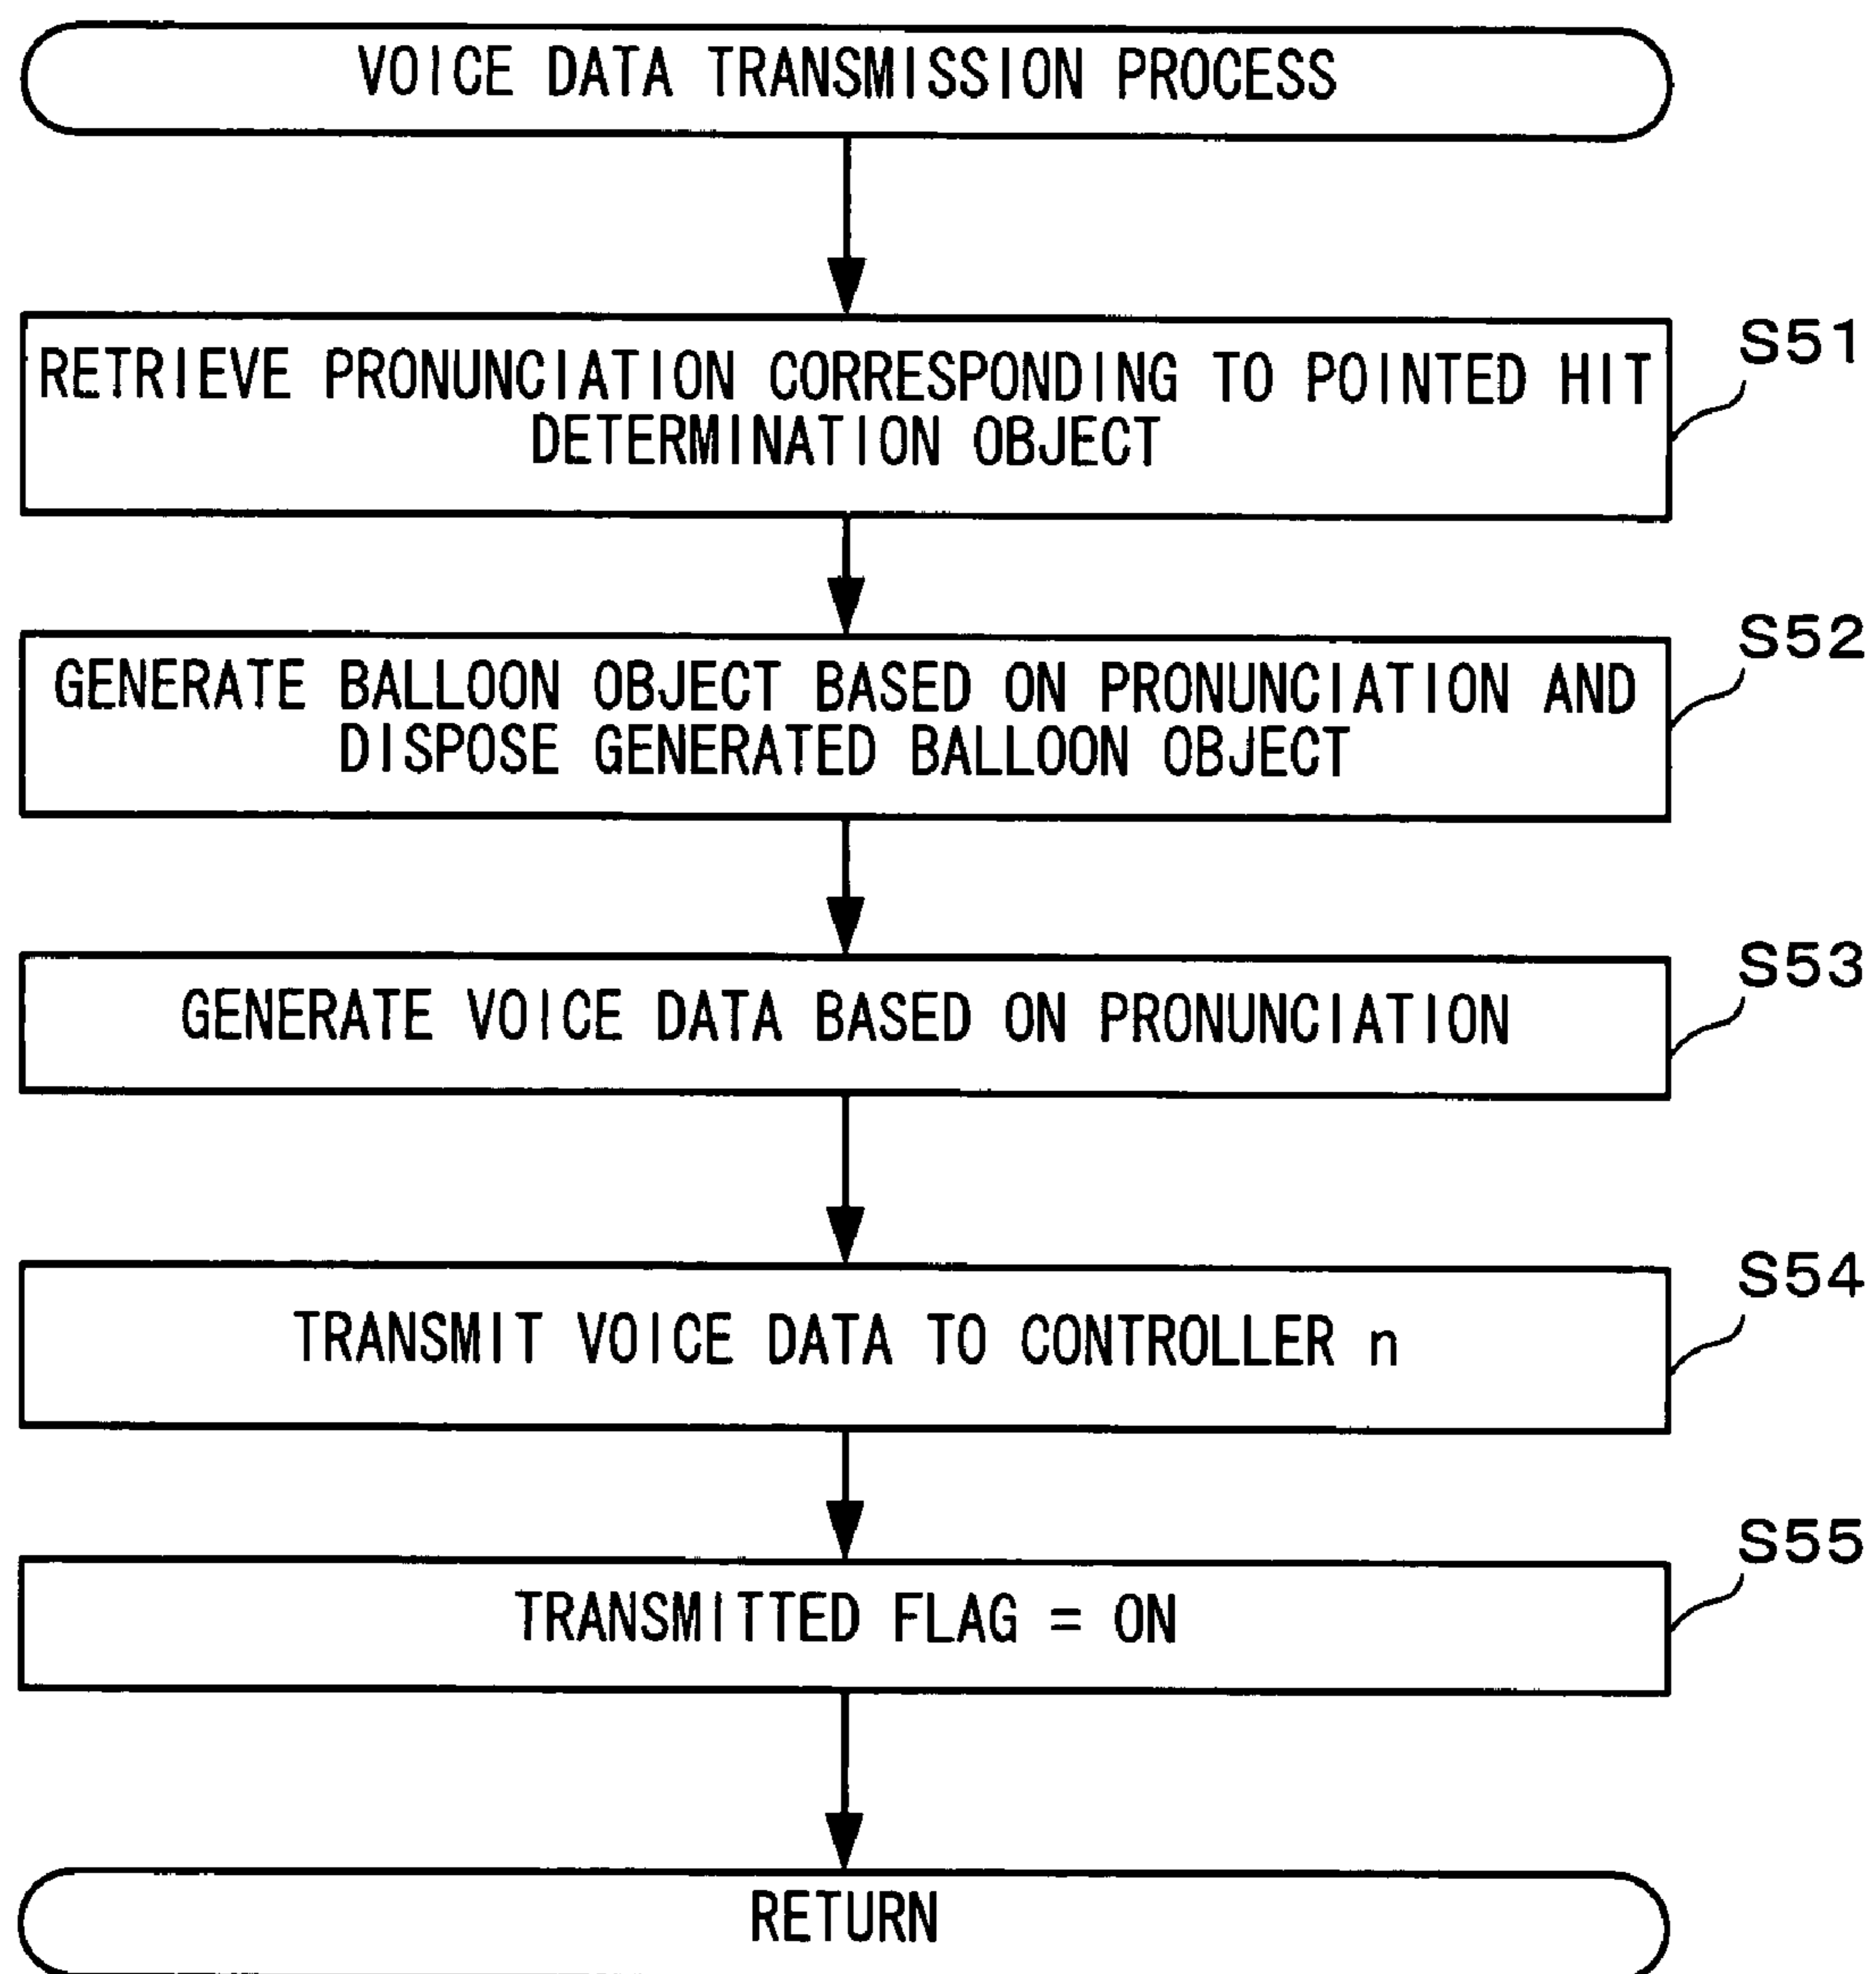 VOICE DATA TRANSMISSION PROCESS
RETRIEVE PRONUNCIATION CORRESPONDING TO POINTED HIT
DETERMINATION OBJECT
S51
GENERATE BALLOON OBJECT BASED ON PRONUNCIATION AND
DISPOSE GENERATED BALLOON OBJECT
S52
GENERATE VOICE DATA BASED ON PRONUNCIATION
S53
TRANSMIT VOICE DATA TO CONTROLLER n
S54
TRANSMITTED FLAG = ON
S55
RETURN